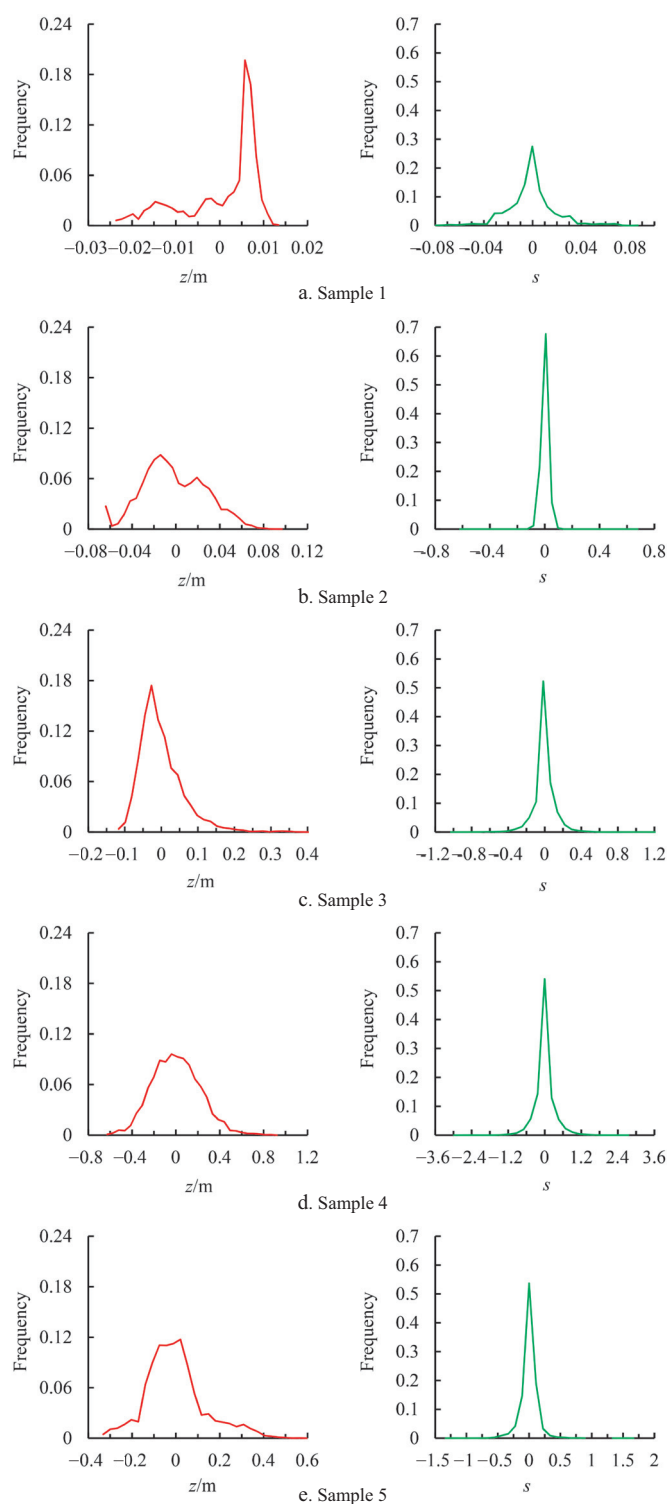 0.24
0.18
0.12
0.06
0
Frequency
−0.03 −0.02 −0.01 0 0.01 0.02
z/m
0.7
0.6
0.5
0.4
0.3
0.2
0.1
0
Frequency
−0.08 −0.04 0 0.04 0.08
s
a. Sample 1
0.24
0.18
0.12
0.06
0
Frequency
−0.08 −0.04 0 0.04 0.08 0.12
z/m
0.7
0.6
0.5
0.4
0.3
0.2
0.1
0
Frequency
−0.8 −0.4 0 0.4 0.8
s
b. Sample 2
0.24
0.18
0.12
0.06
0
Frequency
−0.2 −0.1 0 0.1 0.2 0.3 0.4
z/m
0.7
0.6
0.5
0.4
0.3
0.2
0.1
0
Frequency
−1.2 −0.8 −0.4 0 0.4 0.8 1.2
s
c. Sample 3
0.24
0.18
0.12
0.06
0
Frequency
−0.8 −0.4 0 0.4 0.8 1.2
z/m
0.7
0.6
0.5
0.4
0.3
0.2
0.1
0
Frequency
−3.6 −2.4 −1.2 0 1.2 2.4 3.6
s
d. Sample 4
0.24
0.18
0.12
0.06
0
Frequency
−0.4 −0.2 0 0.2 0.4 0.6
z/m
0.7
0.6
0.5
0.4
0.3
0.2
0.1
0
Frequency
−1.5 −1 −0.5 0 0.5 1 1.5 2
s
e. Sample 5